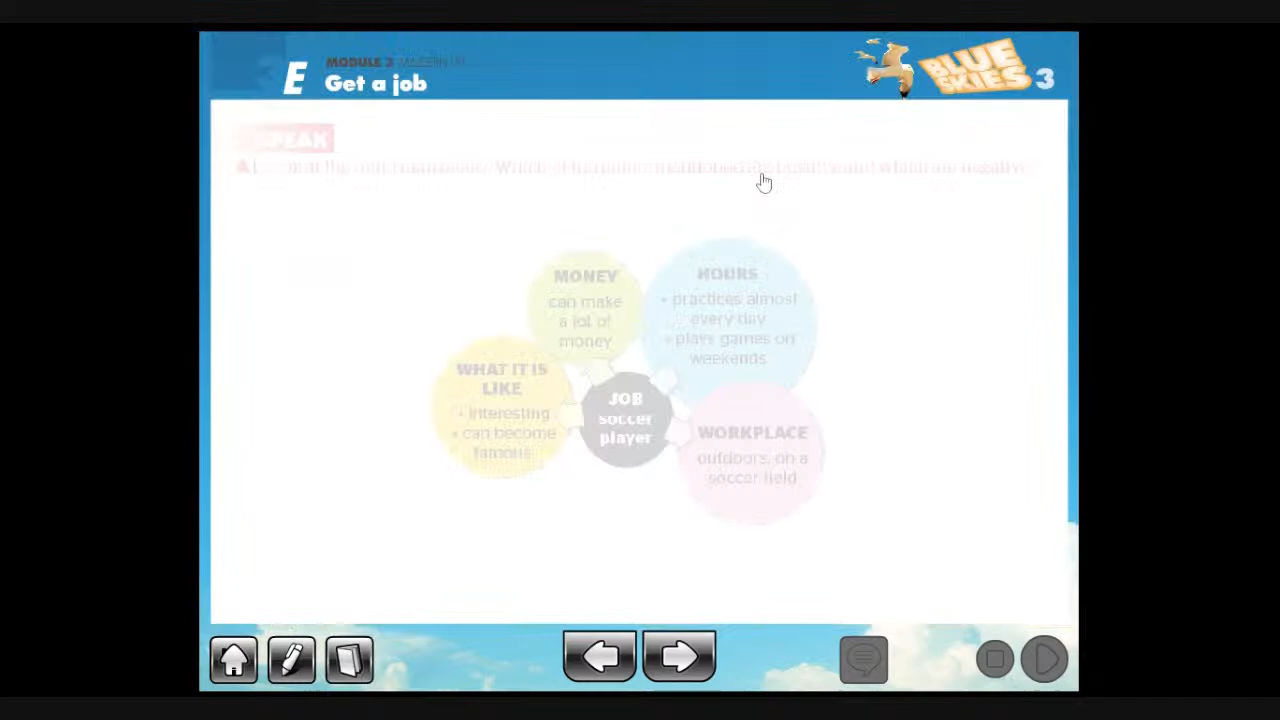 MODULE 3
E Get a job
BLUE SKIES 3
SPEAK
MONEY
can make
a lot of
money
HOURS
• practices almost
every day
• plays games on
weekends
WHAT IT IS
LIKE
• interesting
• can become
famous
JOB
soccer
player
WORKPLACE
outdoors, on a
soccer field